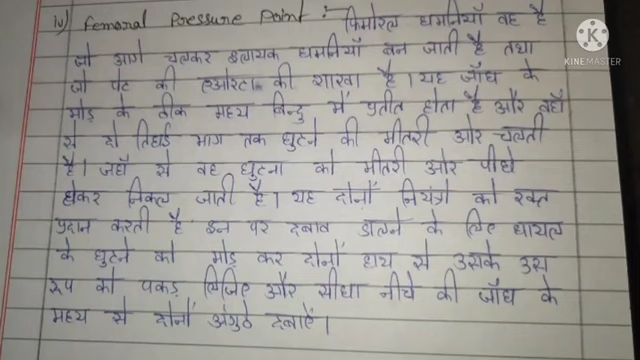 iv) Femoral Pressure Point :- फिमोरल धमनियाँ वह है
जो आगे चलकर इलायक धमनियाँ बन जाती है तथा
जो पेट की एओरटा की शाखा है। यह जाँघ के
मोड़ के ठीक मध्य बिन्दु में प्रतीत होता है और वहाँ
से दो तिहाई भाग तक घुटने की भीतरी ओर चलती
है। जहाँ से वह घुटना को भीतरी ओर पीछे
होकर निकल जाती है। यह दोनों नियंत्रो को रक्त
प्रदान करती है इन पर दबाव डालने के लिए घायल
के घुटने को मोड़ कर दोनों हाथ से उसके उस
रूप को पकड़ लिजिए और सीधा नीचे की जाँघ के
मध्य से दोनों अंगुठे दबाएँ।
KINEMASTER